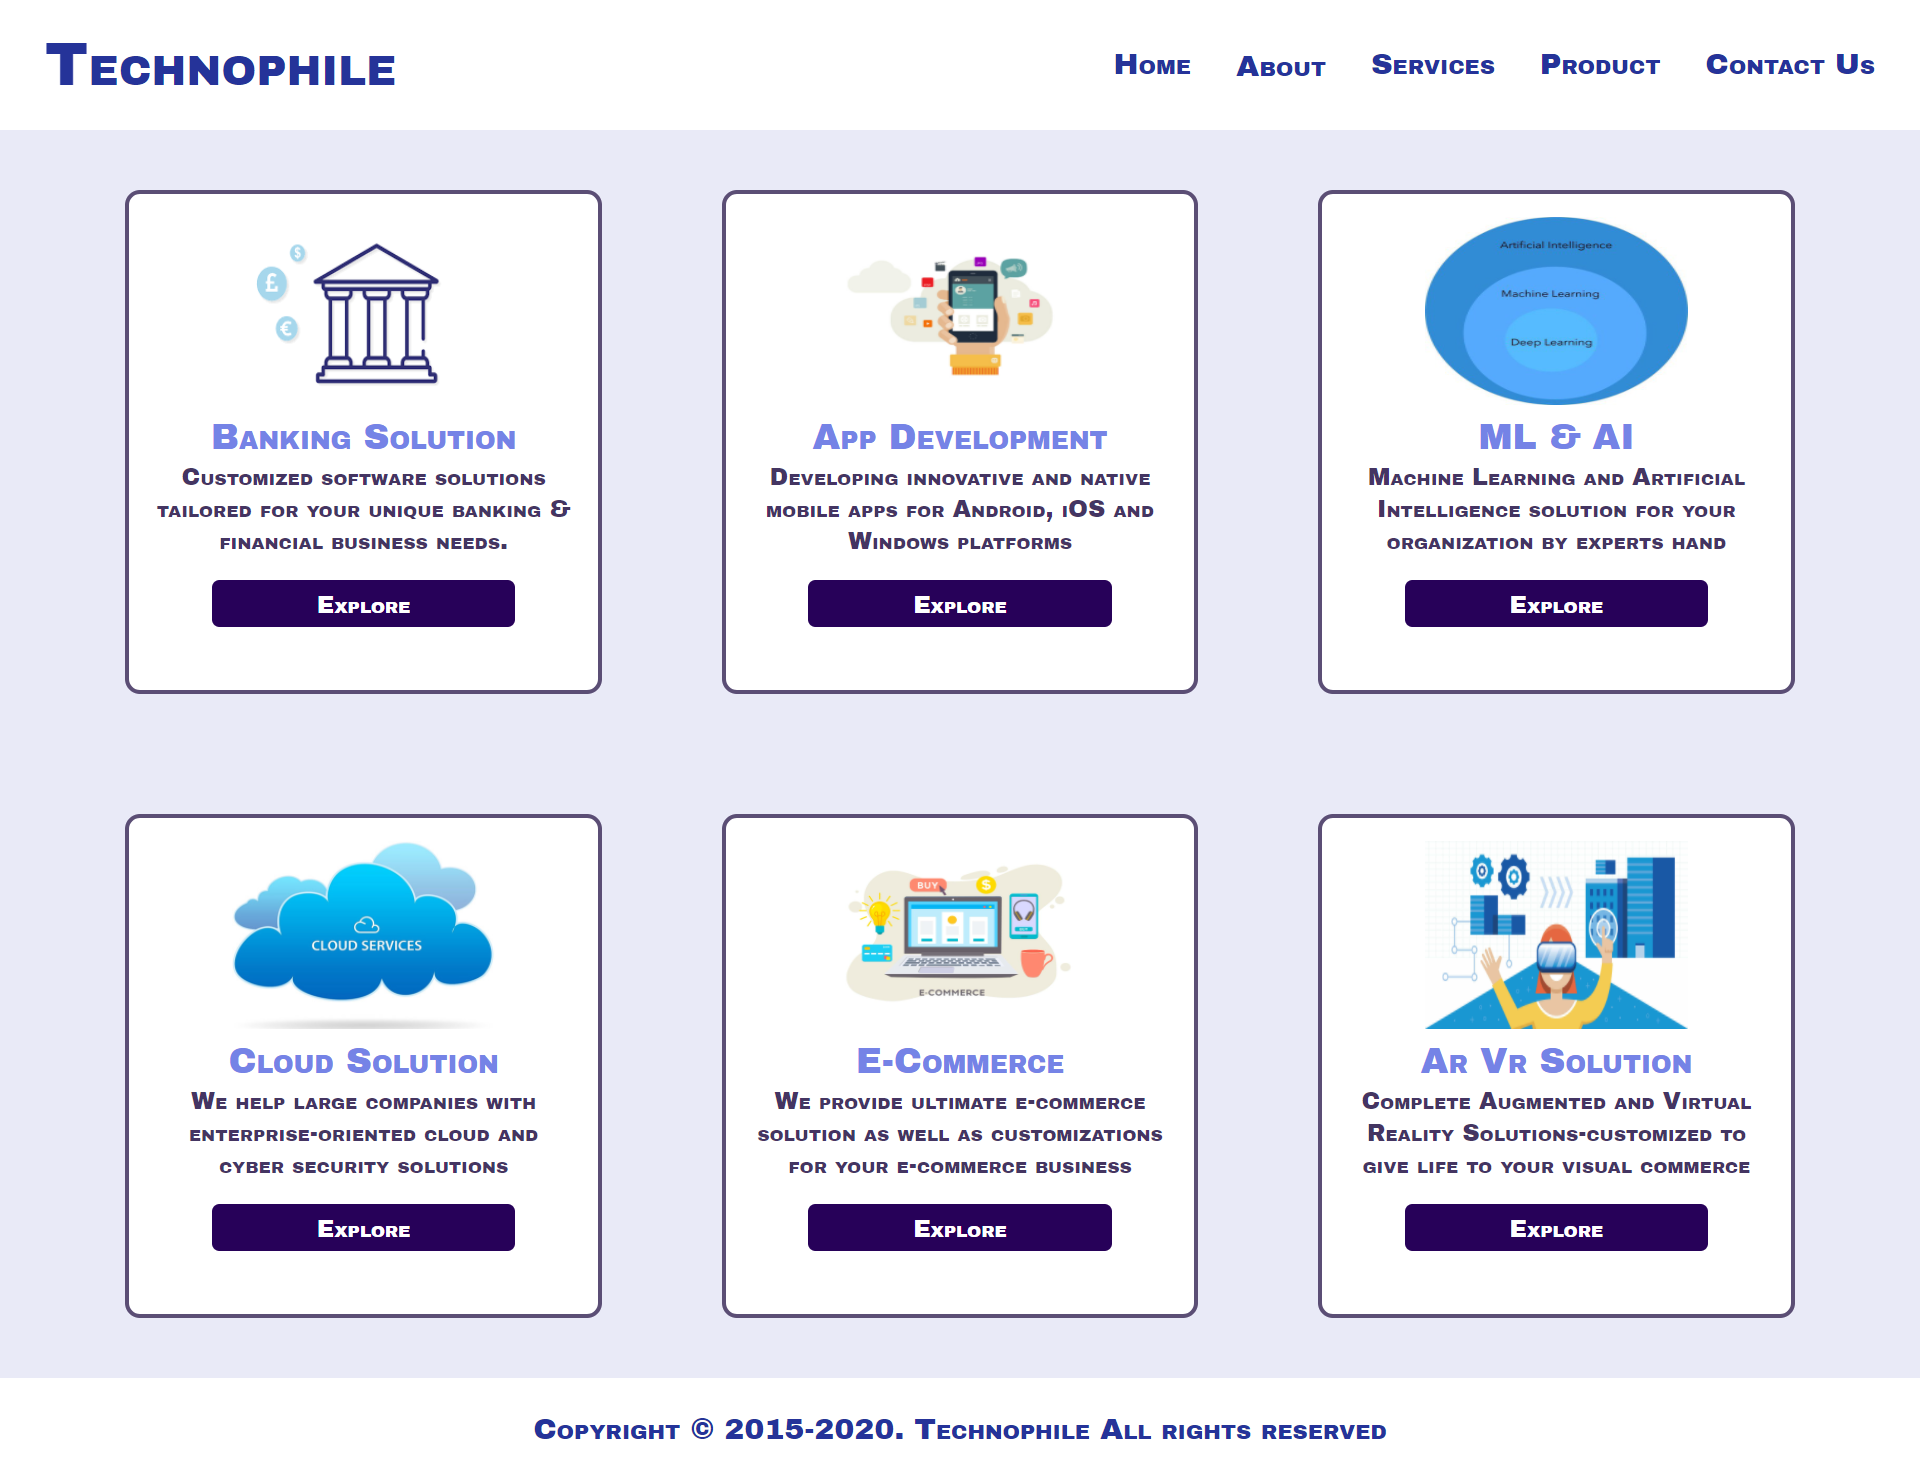 Technophile
Home About Services Product Contact Us
£ $ €
Banking Solution
Customized software solutions
tailored for your unique banking &
financial business needs.
Explore
App Development
Developing innovative and native
mobile apps for Android, iOS and
Windows platforms
Explore
Artificial Intelligence
Machine Learning
Deep Learning
ML & AI
Machine Learning and Artificial
Intelligence solution for your
organization by experts hand
Explore
CLOUD SERVICES
Cloud Solution
We help large companies with
enterprise-oriented cloud and
cyber security solutions
Explore
BUY $
E-COMMERCE
E-Commerce
We provide ultimate e-commerce
solution as well as customizations
for your e-commerce business
Explore
Ar Vr Solution
Complete Augmented and Virtual
Reality Solutions-customized to
give life to your visual commerce
Explore
Copyright © 2015-2020. Technophile All rights reserved